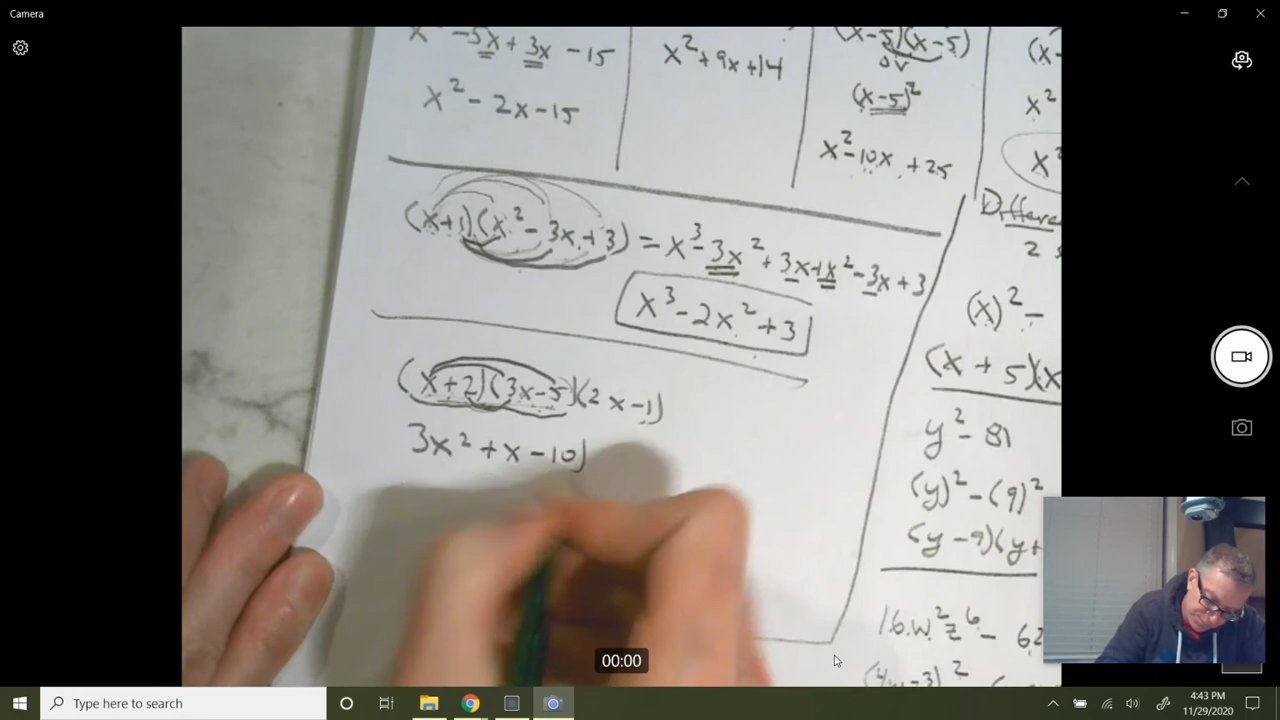 Camera
-5x + 3x - 15
x² - 2x - 15
x² + 9x + 14
(x-5)(x-5)
(x-5)²
x² - 10x + 25
(x+1)(x² - 3x + 3) = x³ - 3x² + 3x + x² - 3x + 3
x³ - 2x² + 3
(x+2)(3x-5)(2x-1)
3x² + x - 10)
(x)² -
(x + 5)(x
y² - 81
(y)² - (9)²
(y - 9)(y+
16w²z⁶ -
00:00
Type here to search
4:43 PM
11/29/2020